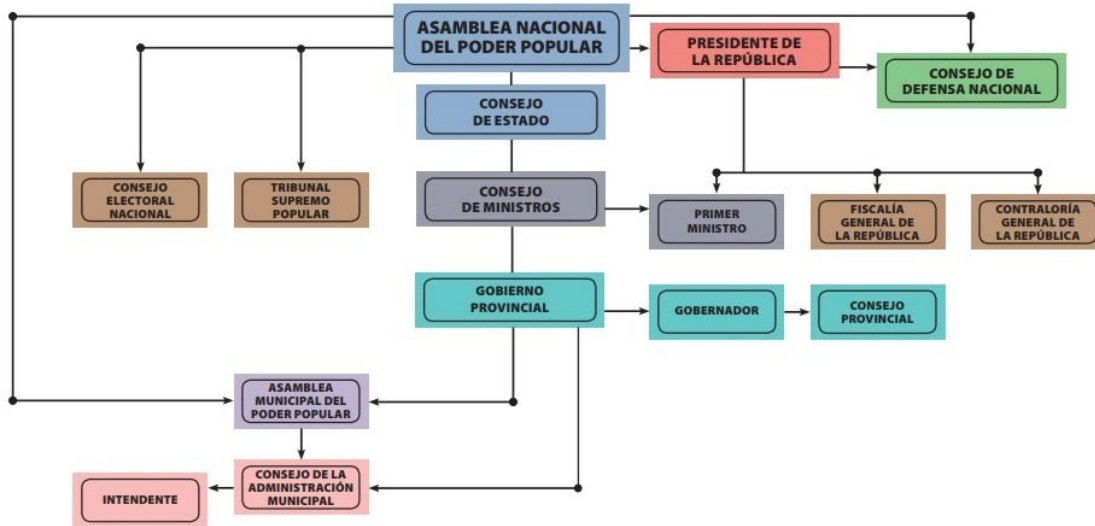 ASAMBLEA NACIONAL
DEL PODER POPULAR
PRESIDENTE DE
LA REPÚBLICA
CONSEJO DE
DEFENSA NACIONAL
CONSEJO
DE ESTADO
CONSEJO
ELECTORAL
NACIONAL
TRIBUNAL
SUPREMO
POPULAR
CONSEJO
DE MINISTROS
PRIMER
MINISTRO
FISCALÍA
GENERAL DE
LA REPÚBLICA
CONTRALORÍA
GENERAL DE
LA REPÚBLICA
GOBIERNO
PROVINCIAL
GOBERNADOR
CONSEJO
PROVINCIAL
ASAMBLEA
MUNICIPAL DEL
PODER POPULAR
CONSEJO DE LA
ADMINISTRACIÓN
MUNICIPAL
INTENDENTE